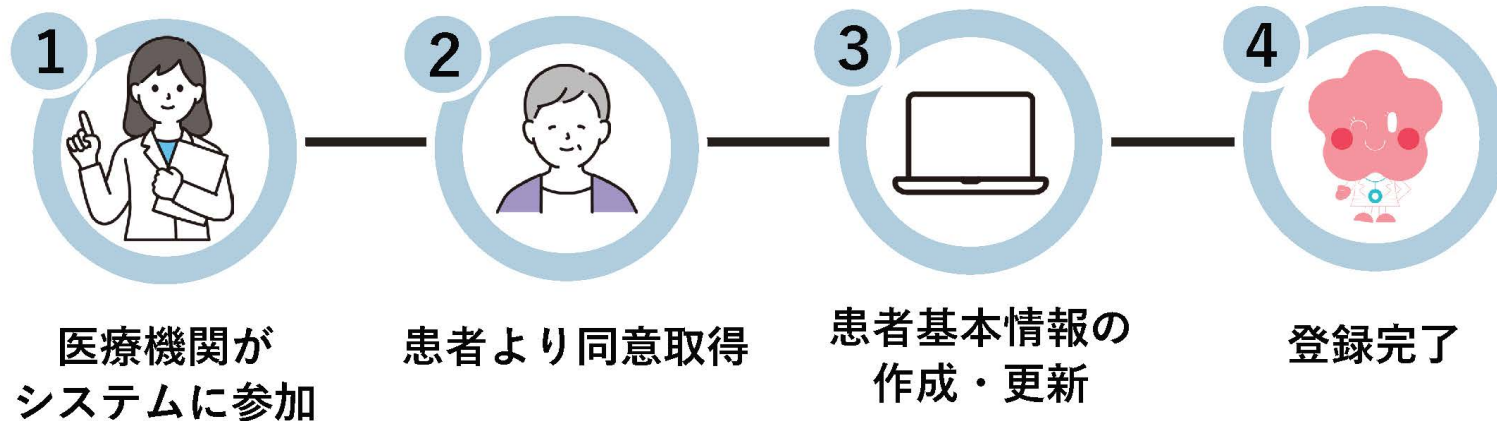 1
医療機関が
システムに参加
2
患者より同意取得
3
患者基本情報の
作成・更新
4
登録完了